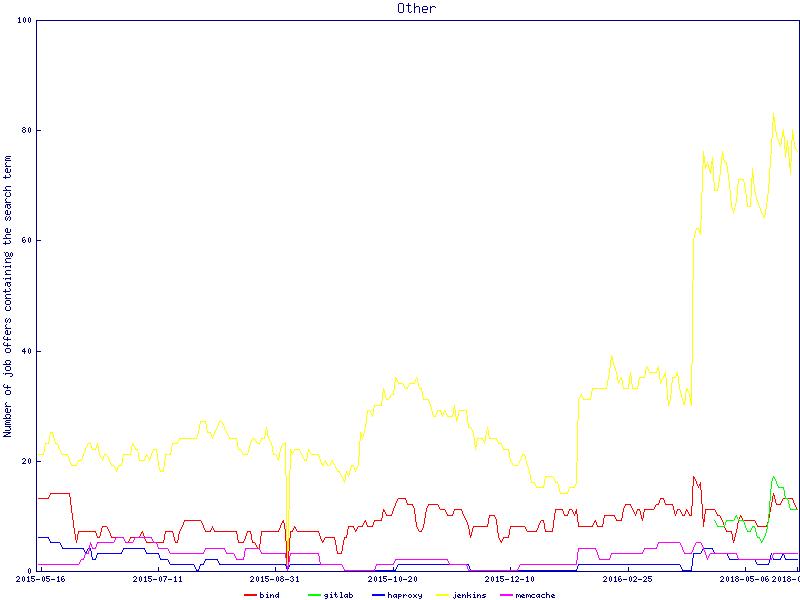 Other
Number of job offers containing the search term
100
80
60
40
20
0
2015-05-16 2015-07-11 2015-08-31 2015-10-20 2015-12-10 2016-02-25 2018-05-06 2018-0
bind gitlab haproxy jenkins memcache